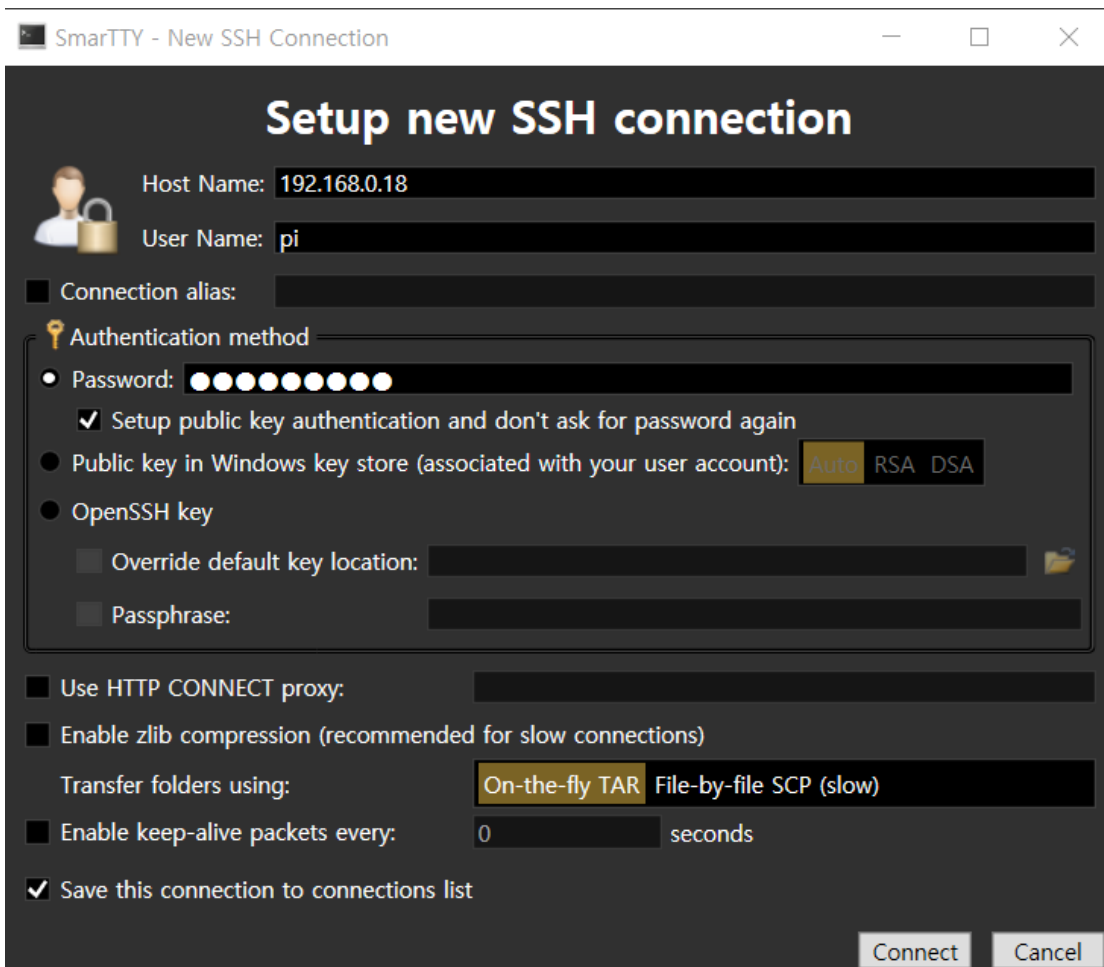 SmarTTY - New SSH Connection
Setup new SSH connection
Host Name: 192.168.0.18
User Name: pi
Connection alias:
Authentication method
Password: ●●●●●●●●●
Setup public key authentication and don't ask for password again
Public key in Windows key store (associated with your user account): Auto RSA DSA
OpenSSH key
Override default key location:
Passphrase:
Use HTTP CONNECT proxy:
Enable zlib compression (recommended for slow connections)
Transfer folders using: On-the-fly TAR File-by-file SCP (slow)
Enable keep-alive packets every: 0 seconds
Save this connection to connections list
Connect Cancel